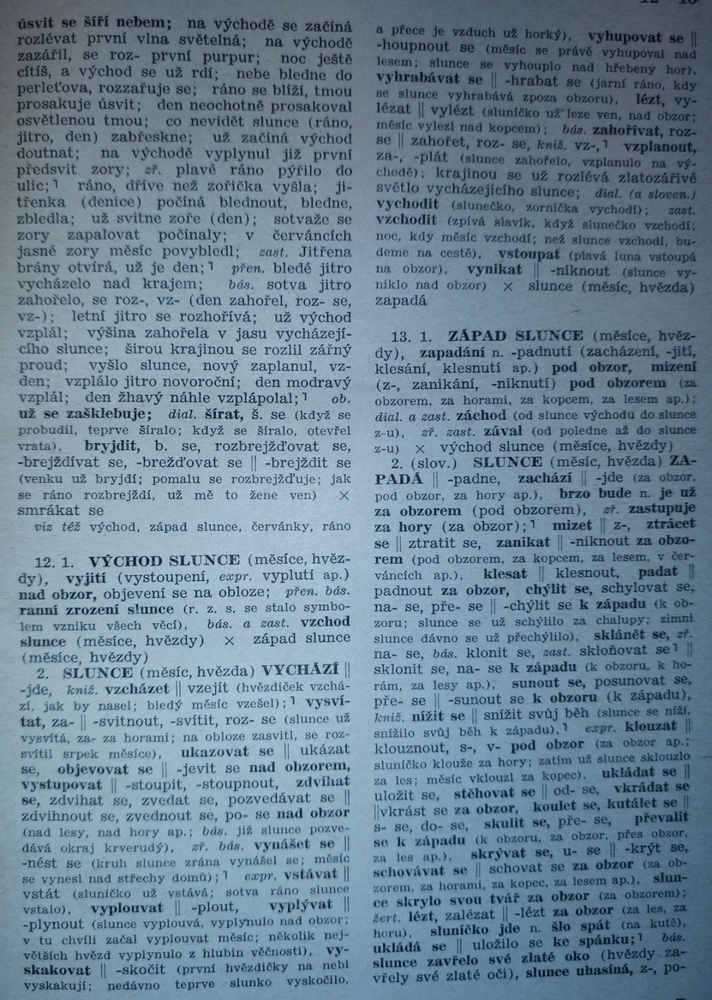 úsvit se šíří nebem; na východě se začíná
rozlévat první vlna světelná; na východě
zazářil, se roz- první purpur; noc ještě
cítíš, a východ se už rdí; nebe bledne do
perleťova, rozzařuje se; ráno se blíží, tmou
prosakuje úsvit; den neochotně prosakoval
osvětlenou tmou; co nevidět slunce (ráno,
jitro, den) zabřeskne; už začíná východ
doutnat; na východě vyplynul již první
předsvit zory; zř. plavé ráno pýřilo do
ulic;˥ ráno, dříve než zořička vyšla; ji-
třenka (denice) počíná blednout, bledne,
zbledla; už svitne zoře (den); sotvaže se
zory zapalovat počínaly; v červáncích
jasné zory měsíc povybledl; zast. Jitřena
brány otvírá, už je den;˥ přen. bledé jitro
vycházelo nad krajem; bás. sotva jitro
zahořelo, se roz-, vz- (den zahořel, roz- se,
vz-); letní jitro se rozhořívá; už východ
vzplál; výšina zahořela v jasu vycházejí-
cího slunce; širou krajinou se rozlil zářný
proud; vyšlo slunce, nový zaplanul, vz-
den; vzplálo jitro novoroční; den modravý
vzplál; den žhavý náhle vzplápolal;˥ ob.
už se zašklebuje; dial. šírat, š. se (když se
probudil, teprve šíralo; když se šíralo, otevřel
vrata), bryjdit, b. se, rozbrejžďovat se,
-brejždívat se, -brežďovat se || -brejždit se
(venku už bryjdí; pomalu se rozbrejžďuje; jak
se ráno rozbrejždí, už mě to žene ven) ×
smrákat se
viz též východ, západ slunce, červánky, ráno
12. 1. VÝCHOD SLUNCE (měsíce, hvěz-
dy), vyjití (vystoupení, expr. vyplutí ap.)
nad obzor, objevení se na obloze; přen. bás.
ranní zrození slunce (r. z. s. se stalo symbo-
lem vzniku všech věcí), bás. a zast. vzchod
slunce (měsíce, hvězdy) × západ slunce
(měsíce, hvězdy)
2. SLUNCE (měsíc, hvězda) VYCHÁZÍ ||
-jde, kniž. vzcházet || vzejít (hvězdiček vzchá-
zí, jak by nasel; bledý měsíc vzešel);˥ vysví-
tat, za- || -svitnout, -svítit, roz- se (slunce už
vysvítá, za- za horami; na obloze zasvitl, se roz-
svítil srpek měsíce), ukazovat se || ukázat
se, objevovat se || -jevit se nad obzorem,
vystupovat || -stoupit, -stoupnout, zdvíhat
se, zdvihat se, zvedat se, pozvedávat se ||
zdvihnout se, zvednout se, po- se nad obzor
(nad lesy, nad hory ap.; bás. již slunce pozve-
dává okraj krverudý), zř. bás. vynášet se ||
-nést se (kruh slunce zrána vynášel se; měsíc
se vynesl nad střechy domů);˥ expr. vstávat ||
vstát (sluníčko už vstává; sotva ráno slunce
vstalo), vyplouvat || -plout, vyplývat ||
-plynout (slunce vyplouvá, vyplynulo nad obzor;
v tu chvíli začal vyplouvat měsíc; několik nej-
větších hvězd vyplynulo z hlubin věčnosti), vy-
skakovat || -skočit (první hvězdičky na nebi
vyskakují; nedávno teprve slunko vyskočilo,
a přece je vzduch už horký), vyhupovat se ||
-houpnout se (měsíc se právě vyhupoval nad
lesem; slunce se vyhouplo nad hřebeny hor),
vyhrabávat se || -hrabat se (jarní ráno, kdy
se slunce vyhrabává zpoza obzoru), lézt, vy-
lézat || vylézt (sluníčko už leze ven, nad obzor;
měsíc vylezl nad kopcem); bás. zahořívat, roz-
se || zahořet, roz- se, kniž. vz-,˥ vzplanout,
za-, -plát (slunce zahořelo, vzplanulo na vý-
chodě); krajinou se už rozlévá zlatozářivé
světlo vycházejícího slunce; dial. (a sloven.)
vychodit (slunečko, zornička vychodí); zast.
vzchodit (zpívá slavík, když slunečko vzchodí;
noc, kdy měsíc vzchodí; než slunce vzchodí, bu-
deme na cestě), vstoupat (plavá luna vstoupá
na obzor), vynikat || -niknout (slunce vy-
niklo nad obzor) × slunce (měsíc, hvězda)
zapadá
13. 1. ZÁPAD SLUNCE (měsíce, hvěz-
dy), zapadání n. -padnutí (zacházení, -jití,
klesání, klesnutí ap.) pod obzor, mizení
(z-, zanikání, -niknutí) pod obzorem (za
obzorem, za horami, za kopcem, za lesem ap.);
dial. a zast. záchod (od slunce východu do slunce
z-u), zř. zast. zával (od poledne až do slunce
z-u) × východ slunce (měsíce, hvězdy)
2. (slov.) SLUNCE (měsíc, hvězda) ZA-
PADÁ || -padne, zachází || -jde (za obzor,
pod obzor, za hory ap.), brzo bude n. je už
za obzorem (pod obzorem), zř. zastupuje
za hory (za obzor);˥ mizet || z-, ztrácet
se || ztratit se, zanikat || -niknout za obzo-
rem (pod obzorem, za kopcem, za lesem, v čer-
váncích ap.), klesat || klesnout, padat ||
padnout za obzor, chýlit se, schylovat se,
na- se, pře- se || -chýlit se k západu (k ob-
zoru; slunce se už schýlilo za chalupy; zimní
slunce dávno se už přechýlilo), sklánět se, zř.
na- se, bás. klonit se, zast. skloňovat se˥ ||
sklonit se, na- se k západu (k obzoru, k ho-
rám, za lesy ap.), sunout se, posunovat se,
pře- se || -sunout se k obzoru (k západu),
kniž. nížit se || snížit svůj běh (slunce se níží,
snížilo svůj běh k západu),˥ expr. klouzat ||
klouznout, s-, v- pod obzor (za obzor ap.;
sluníčko klouže za hory; zatím už slunce sklouzlo
za les; měsíc vklouzl za kopec), ukládat se ||
uložit se, stěhovat se || od- se, vkrádat se
||vkrást se za obzor, koulet se, kutálet se ||
s- se, do- se, skulit se, pře- se, převalit
se k západu (k obzoru, za obzor, přes obzor,
za les ap.), skrývat se, u- se || -krýt se,
schovávat se || schovat se za obzor (za ob-
zorem, za horami, za kopec, za lesem ap.), slun-
ce skrylo svou tvář za obzor (za obzorem);
žert. lézt, zalézat || -lézt za obzor (za les, za
horu), sluníčko jde n. šlo spát (na kutě),
ukládá se || uložilo se ke spánku;˥ bás.
slunce zavřelo své zlaté oko (hvězdy za-
vřely své zlaté oči), slunce uhasíná, z-, po-